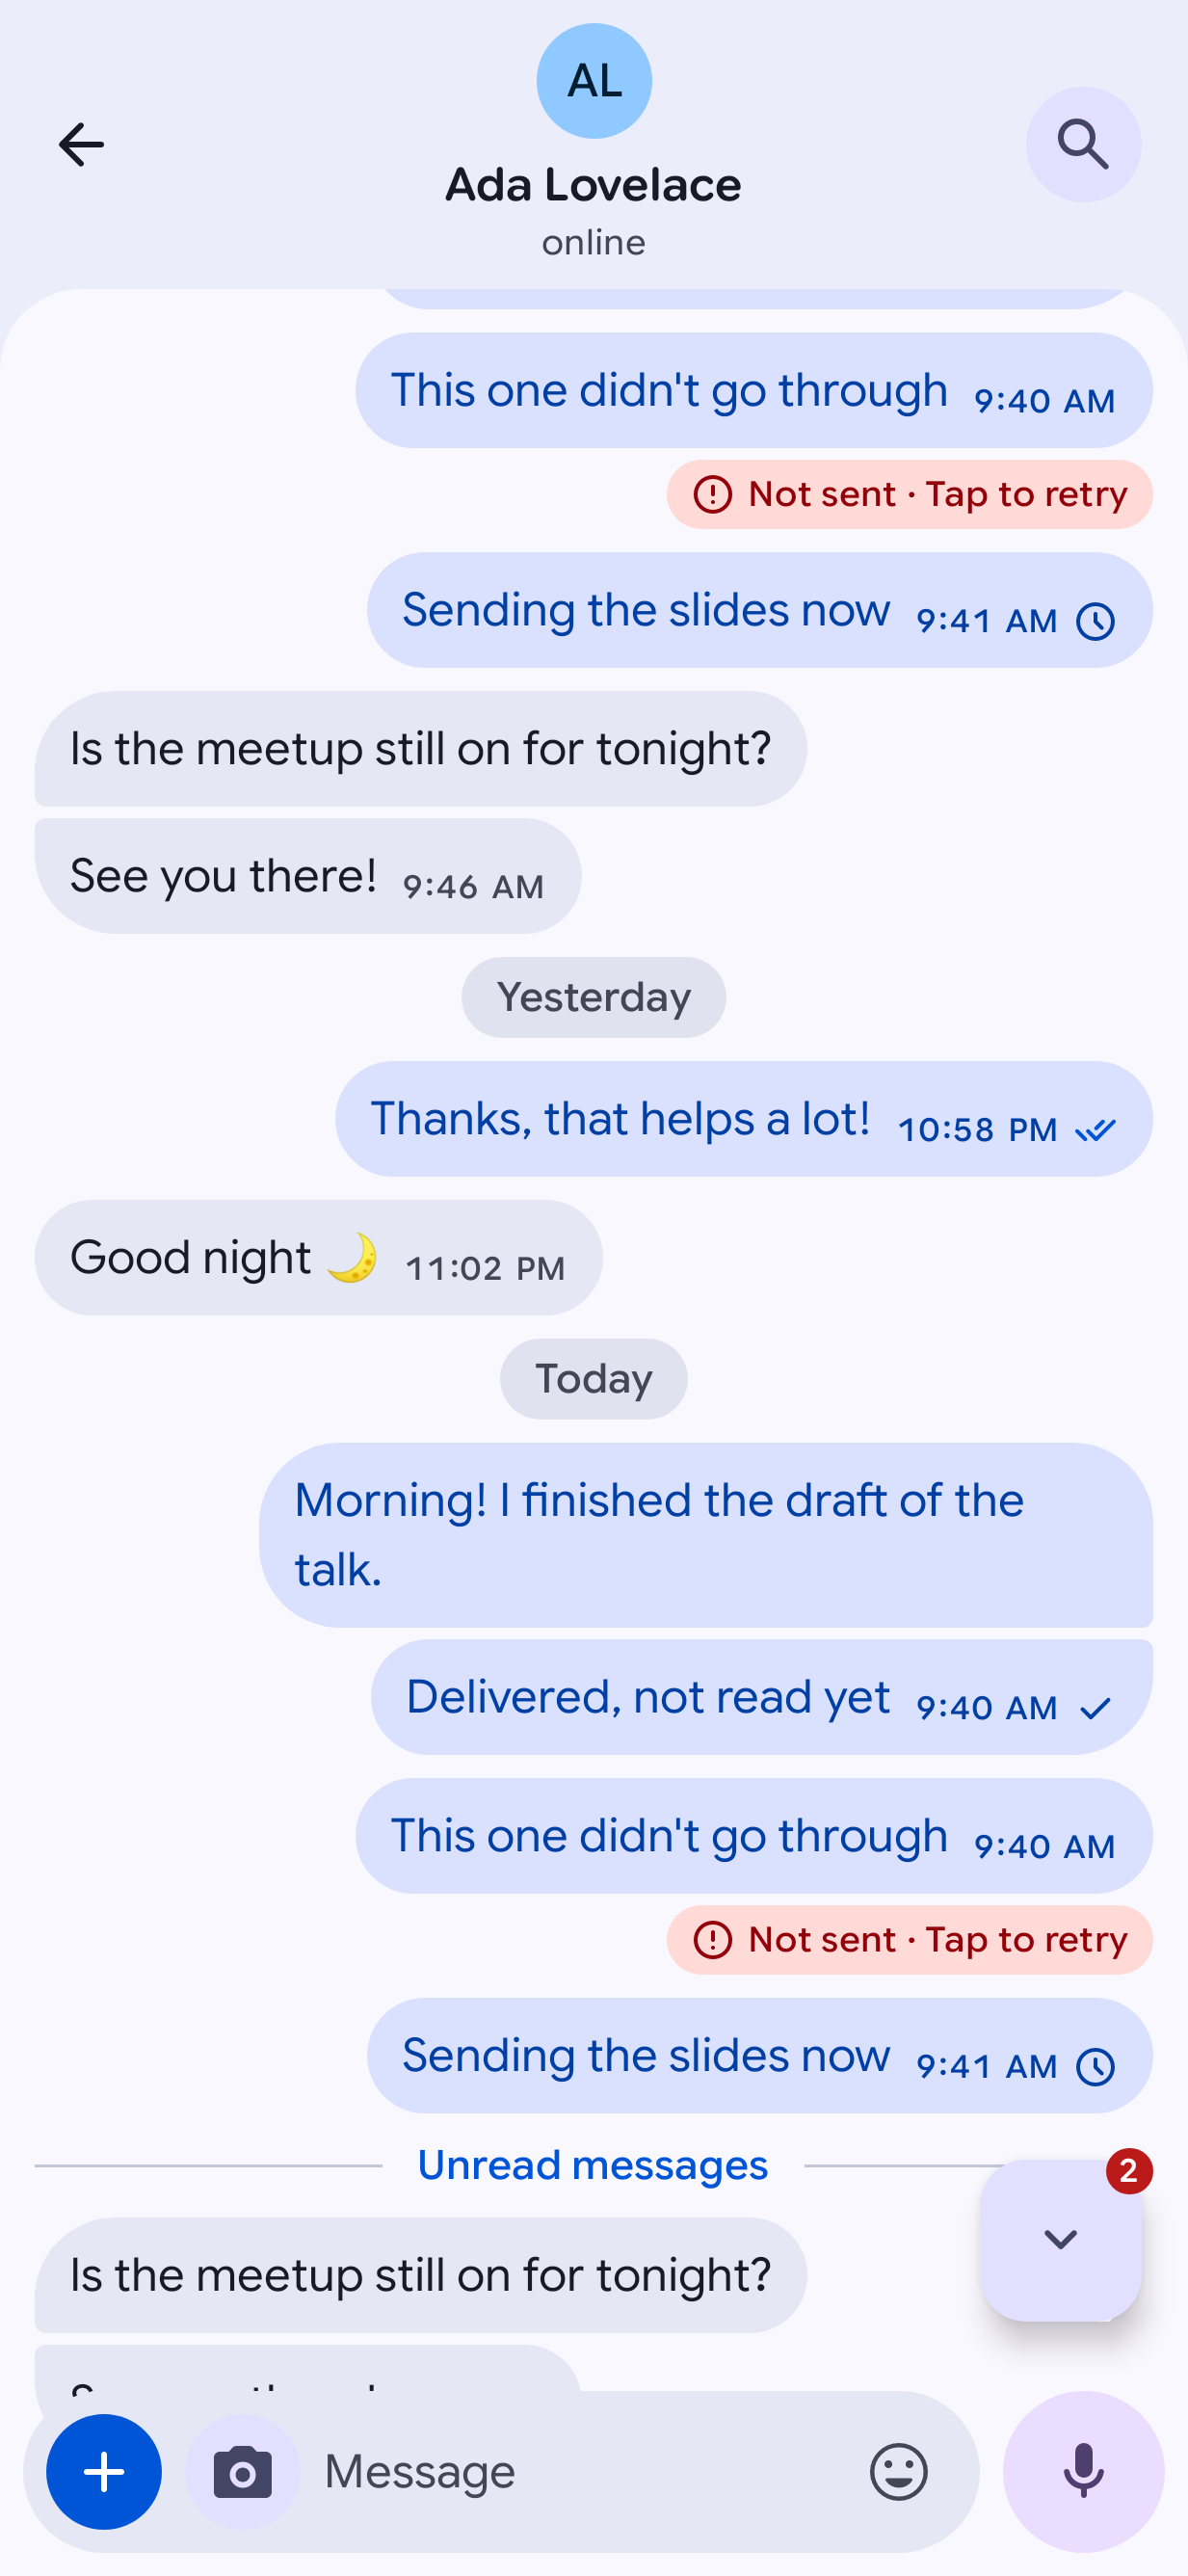 AL
Ada Lovelace
online
This one didn't go through 9:40 AM
Not sent · Tap to retry
Sending the slides now 9:41 AM
Is the meetup still on for tonight?
See you there! 9:46 AM
Yesterday
Thanks, that helps a lot! 10:58 PM
Good night 🌙 11:02 PM
Today
Morning! I finished the draft of the
talk.
Delivered, not read yet 9:40 AM
This one didn't go through 9:40 AM
Not sent · Tap to retry
Sending the slides now 9:41 AM
Unread messages
2
Is the meetup still on for tonight?
Message